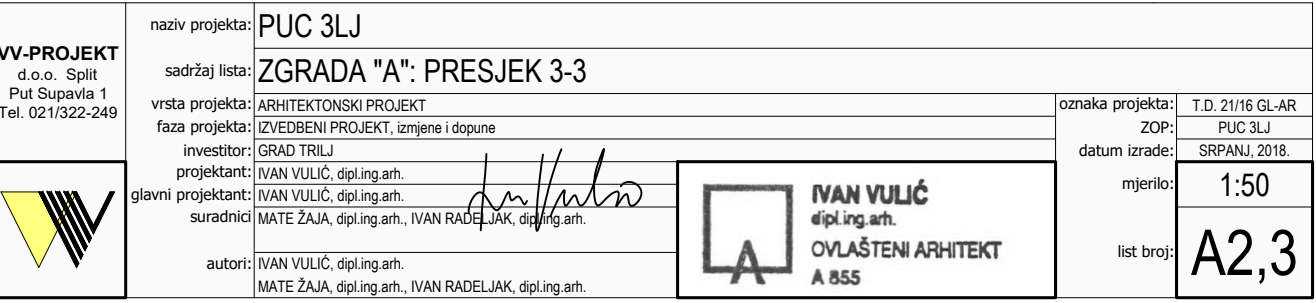 VV-PROJEKT
d.o.o. Split
Put Supavla 1
Tel. 021/322-249
naziv projekta: PUC 3LJ
sadržaj lista: ZGRADA "A": PRESJEK 3-3
vrsta projekta: ARHITEKTONSKI PROJEKT
faza projekta: IZVEDBENI PROJEKT, izmjene i dopune
investitor: GRAD TRILJ
projektant: IVAN VULIĆ, dipl.ing.arh.
glavni projektant: IVAN VULIĆ, dipl.ing.arh.
suradnici MATE ŽAJA, dipl.ing.arh., IVAN RADELJAK, dipl.ing.arh.
autori: IVAN VULIĆ, dipl.ing.arh.
MATE ŽAJA, dipl.ing.arh., IVAN RADELJAK, dipl.ing.arh.
IVAN VULIĆ
dipl.ing.arh.
OVLAŠTENI ARHITEKT
A 855
oznaka projekta: T.D. 21/16 GL-AR
ZOP: PUC 3LJ
datum izrade: SRPANJ, 2018.
mjerilo: 1:50
list broj: A2,3